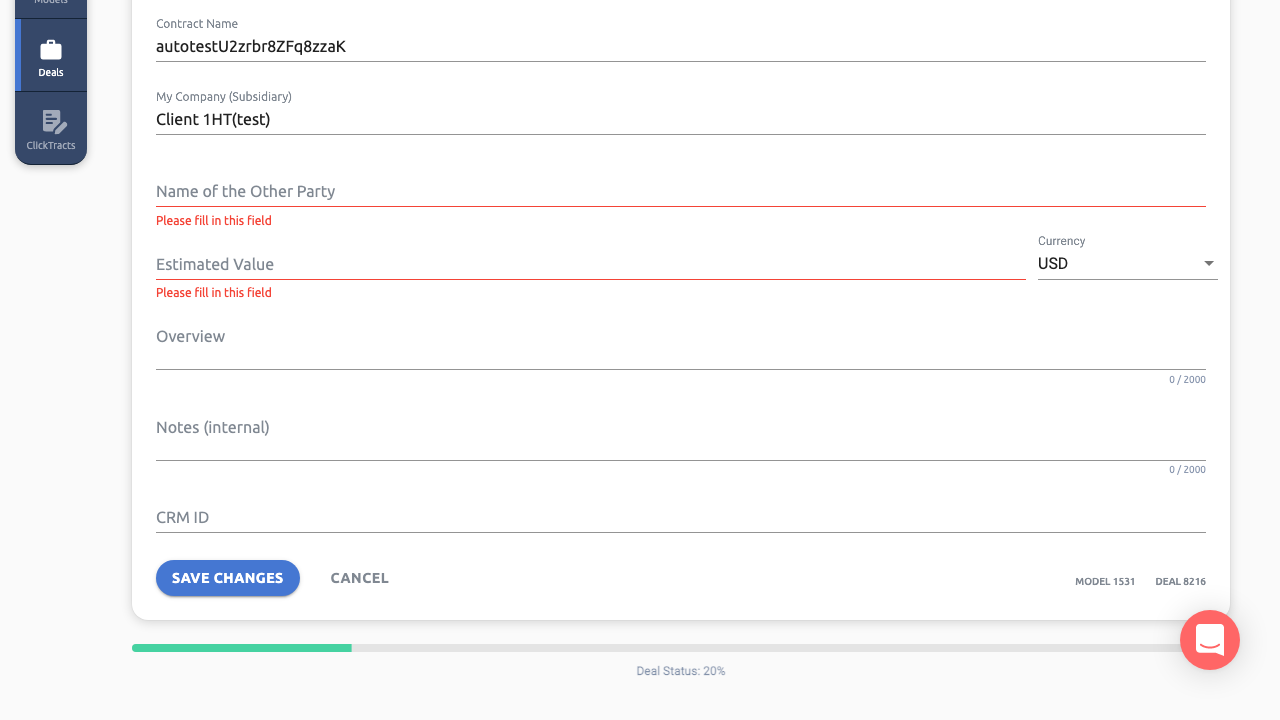 Models
Deals
ClickTracts
Contract Name
autotestU2zrbr8ZFq8zzaK
My Company (Subsidiary)
Client 1HT(test)
Name of the Other Party
Please fill in this field
Estimated Value
Currency
USD
Please fill in this field
Overview
0 / 2000
Notes (internal)
0 / 2000
CRM ID
SAVE CHANGES
CANCEL
MODEL 1531
DEAL 8216
Deal Status: 20%